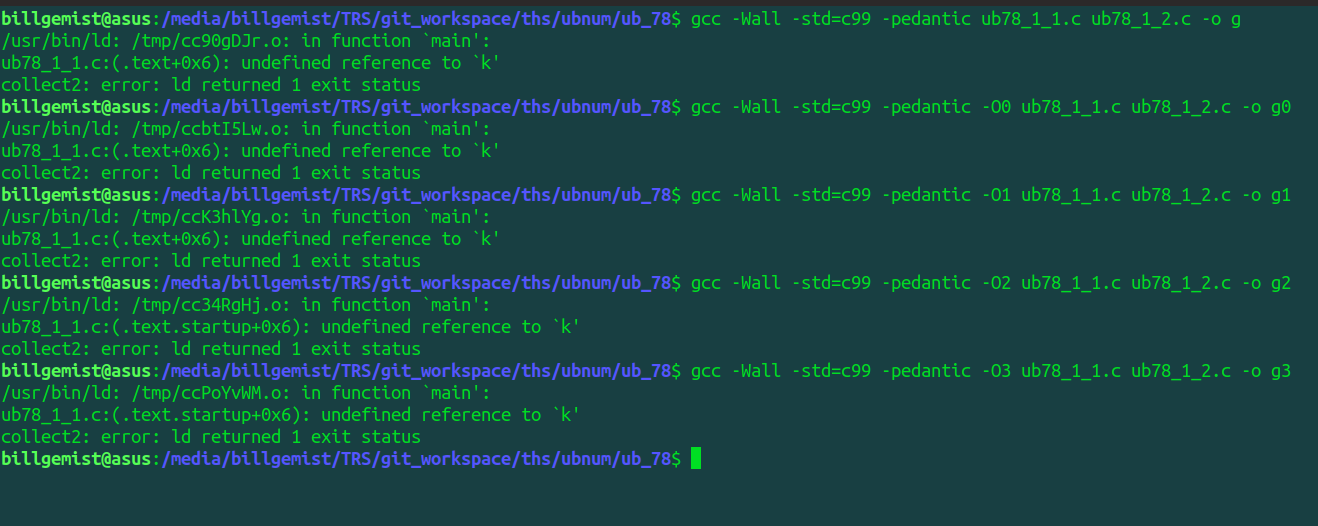 billgemist@asus:/media/billgemist/TRS/git_workspace/ths/ubnum/ub_78$ gcc -Wall -std=c99 -pedantic ub78_1_1.c ub78_1_2.c -o g
/usr/bin/ld: /tmp/cc90gDJr.o: in function `main':
ub78_1_1.c:(.text+0x6): undefined reference to `k'
collect2: error: ld returned 1 exit status
billgemist@asus:/media/billgemist/TRS/git_workspace/ths/ubnum/ub_78$ gcc -Wall -std=c99 -pedantic -O0 ub78_1_1.c ub78_1_2.c -o g0
/usr/bin/ld: /tmp/ccbtI5Lw.o: in function `main':
ub78_1_1.c:(.text+0x6): undefined reference to `k'
collect2: error: ld returned 1 exit status
billgemist@asus:/media/billgemist/TRS/git_workspace/ths/ubnum/ub_78$ gcc -Wall -std=c99 -pedantic -O1 ub78_1_1.c ub78_1_2.c -o g1
/usr/bin/ld: /tmp/ccK3hlYg.o: in function `main':
ub78_1_1.c:(.text+0x6): undefined reference to `k'
collect2: error: ld returned 1 exit status
billgemist@asus:/media/billgemist/TRS/git_workspace/ths/ubnum/ub_78$ gcc -Wall -std=c99 -pedantic -O2 ub78_1_1.c ub78_1_2.c -o g2
/usr/bin/ld: /tmp/cc34RgHj.o: in function `main':
ub78_1_1.c:(.text.startup+0x6): undefined reference to `k'
collect2: error: ld returned 1 exit status
billgemist@asus:/media/billgemist/TRS/git_workspace/ths/ubnum/ub_78$ gcc -Wall -std=c99 -pedantic -O3 ub78_1_1.c ub78_1_2.c -o g3
/usr/bin/ld: /tmp/ccPoYvWM.o: in function `main':
ub78_1_1.c:(.text.startup+0x6): undefined reference to `k'
collect2: error: ld returned 1 exit status
billgemist@asus:/media/billgemist/TRS/git_workspace/ths/ubnum/ub_78$